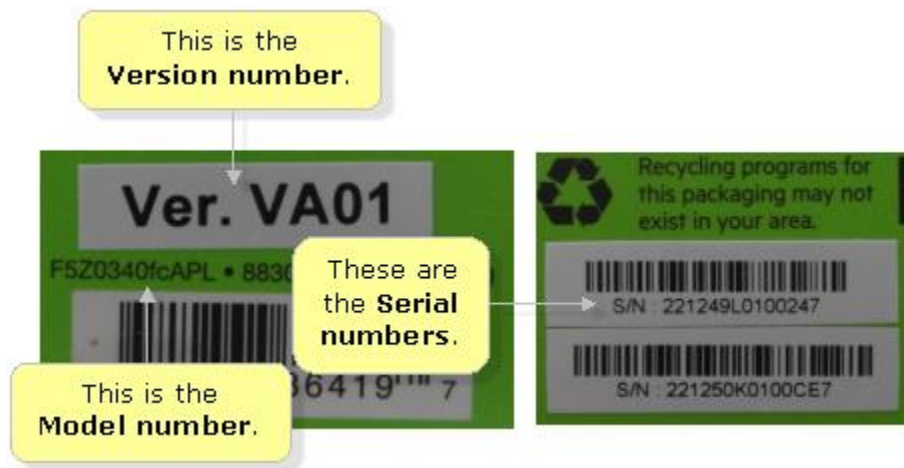 This is the
Version number.
Ver. VA01
F5Z0340fcAPL • 8830
These are
the Serial
numbers.
36419 7
This is the
Model number.
Recycling programs for
this packaging may not
exist in your area.
S/N : 221249L0100247
S/N : 221250K0100CE7